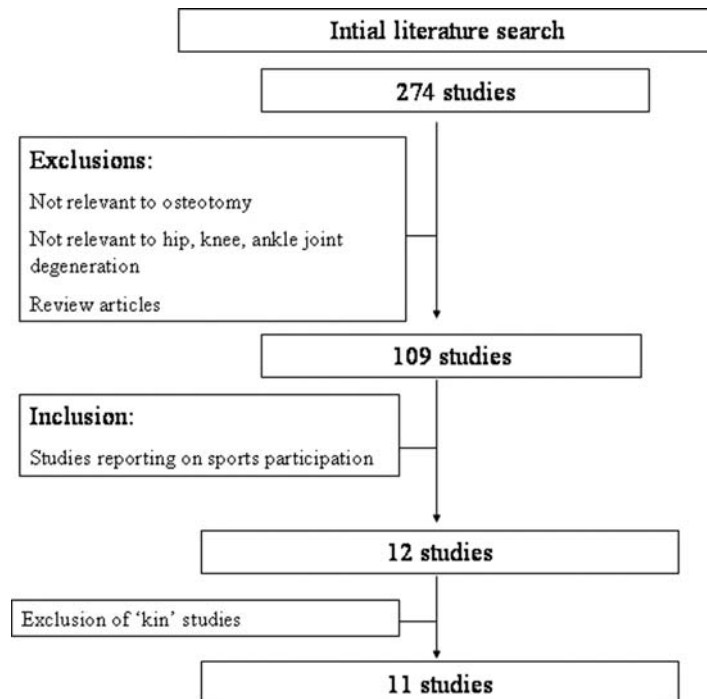 Intial literature search
274 studies
Exclusions:
Not relevant to osteotomy
Not relevant to hip, knee, ankle joint
degeneration
Review articles
109 studies
Inclusion:
Studies reporting on sports participation
12 studies
Exclusion of ‘kin’ studies
11 studies